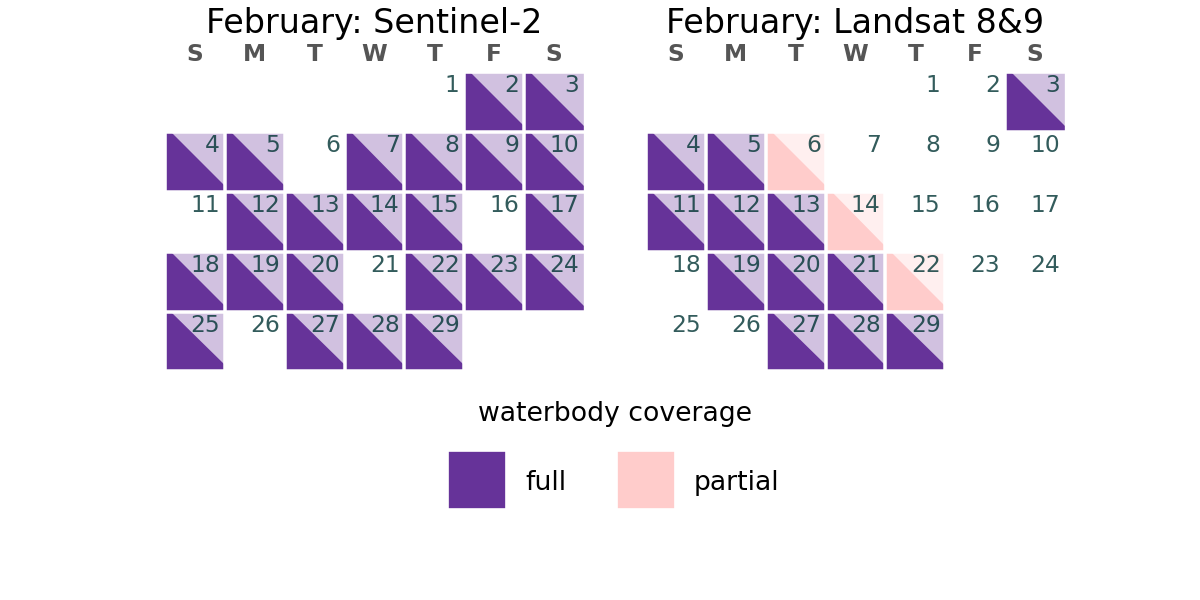 February: Sentinel-2
S M T W T F S
1 2 3
4 5 6 7 8 9 10
11 12 13 14 15 16 17
18 19 20 21 22 23 24
25 26 27 28 29
February: Landsat 8&9
S M T W T F S
1 2 3
4 5 6 7 8 9 10
11 12 13 14 15 16 17
18 19 20 21 22 23 24
25 26 27 28 29
waterbody coverage
full
partial